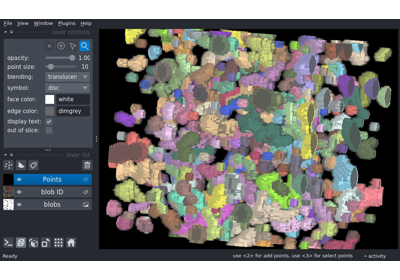 File View Window Plugins Help
layer controls
opacity: 1.00
point size: 10
blending: translucen
symbol: disc
face color: white
edge color: dimgrey
display text:
out of slice:
layer list
Points
blob ID
blobs
Ready use <2> for add points, use <3> for select points activity